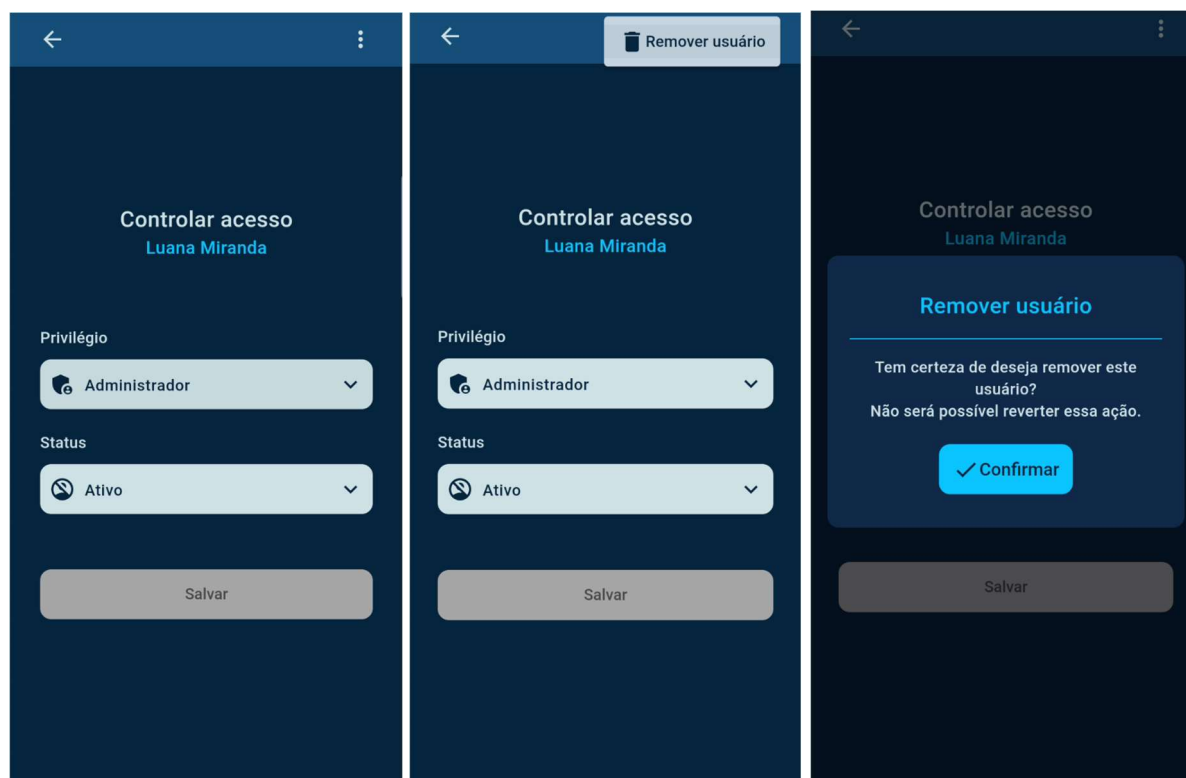 Controlar acesso
Luana Miranda
Privilégio
Administrador
Status
Ativo
Salvar
Remover usuário
Controlar acesso
Luana Miranda
Privilégio
Administrador
Status
Ativo
Salvar
Controlar acesso
Luana Miranda
Remover usuário
Tem certeza de deseja remover este
usuário?
Não será possível reverter essa ação.
Confirmar
Salvar